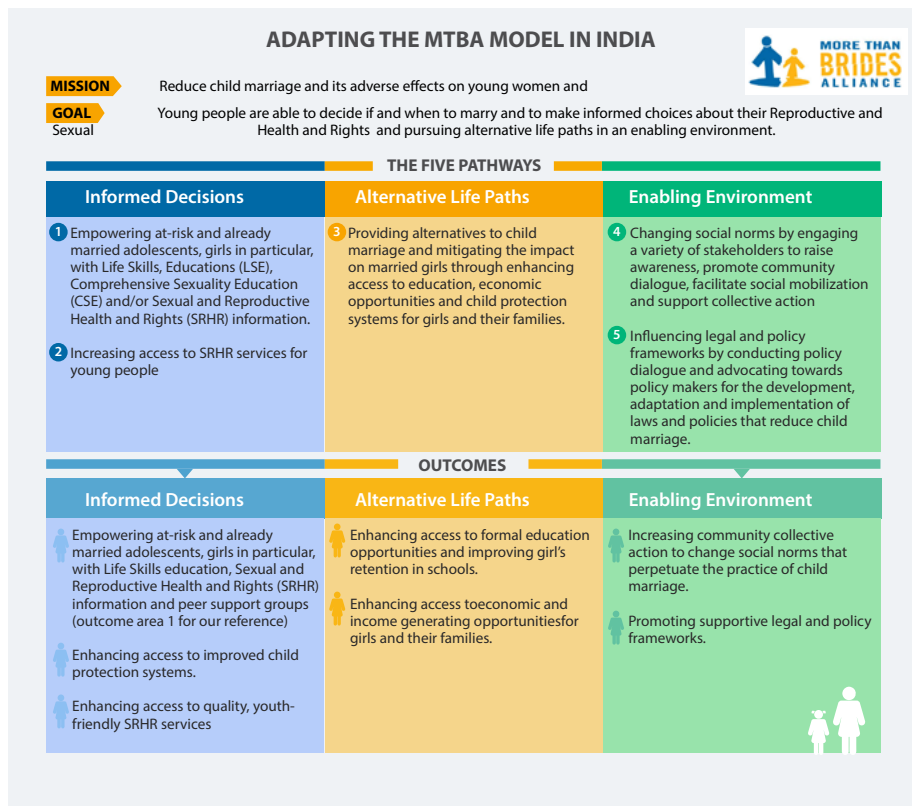 ADAPTING THE MTBA MODEL IN INDIA
MORE THAN
BRIDES
ALLIANCE
MISSION Reduce child marriage and its adverse effects on young women and
GOAL Young people are able to decide if and when to marry and to make informed choices about their Reproductive and
Sexual Health and Rights and pursuing alternative life paths in an enabling environment.
THE FIVE PATHWAYS
Informed Decisions
1 Empowering at-risk and already
married adolescents, girls in particular,
with Life Skills, Educations (LSE),
Comprehensive Sexuality Education
(CSE) and/or Sexual and Reproductive
Health and Rights (SRHR) information.
2 Increasing access to SRHR services for
young people
Alternative Life Paths
3 Providing alternatives to child
marriage and mitigating the impact
on married girls through enhancing
access to education, economic
opportunities and child protection
systems for girls and their families.
Enabling Environment
4 Changing social norms by engaging
a variety of stakeholders to raise
awareness, promote community
dialogue, facilitate social mobilization
and support collective action
5 Influencing legal and policy
frameworks by conducting policy
dialogue and advocating towards
policy makers for the development,
adaptation and implementation of
laws and policies that reduce child
marriage.
OUTCOMES
Informed Decisions
Empowering at-risk and already
married adolescents, girls in particular,
with Life Skills education, Sexual and
Reproductive Health and Rights (SRHR)
information and peer support groups
(outcome area 1 for our reference)
Enhancing access to improved child
protection systems.
Enhancing access to quality, youth-
friendly SRHR services
Alternative Life Paths
Enhancing access to formal education
opportunities and improving girl's
retention in schools.
Enhancing access toeconomic and
income generating opportunitiesfor
girls and their families.
Enabling Environment
Increasing community collective
action to change social norms that
perpetuate the practice of child
marriage.
Promoting supportive legal and policy
frameworks.